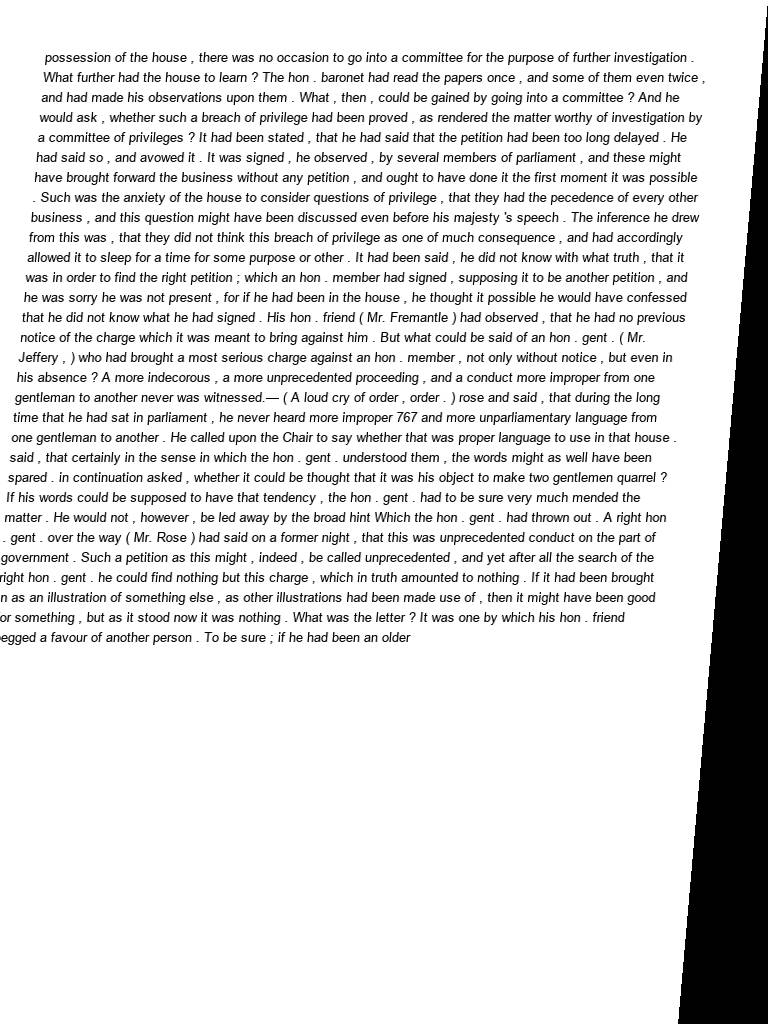 possession of the house , there was no occasion to go into a committee for the purpose of further investigation .
What further had the house to learn ? The hon . baronet had read the papers once , and some of them even twice ,
and had made his observations upon them . What , then , could be gained by going into a committee ? And he
would ask , whether such a breach of privilege had been proved , as rendered the matter worthy of investigation by
a committee of privileges ? It had been stated , that he had said that the petition had been too long delayed . He
had said so , and avowed it . It was signed , he observed , by several members of parliament , and these might
have brought forward the business without any petition , and ought to have done it the first moment it was possible
. Such was the anxiety of the house to consider questions of privilege , that they had the pecedence of every other
business , and this question might have been discussed even before his majesty 's speech . The inference he drew
from this was , that they did not think this breach of privilege as one of much consequence , and had accordingly
allowed it to sleep for a time for some purpose or other . It had been said , he did not know with what truth , that it
was in order to find the right petition ; which an hon . member had signed , supposing it to be another petition , and
he was sorry he was not present , for if he had been in the house , he thought it possible he would have confessed
that he did not know what he had signed . His hon . friend ( Mr. Fremantle ) had observed , that he had no previous
notice of the charge which it was meant to bring against him . But what could be said of an hon . gent . ( Mr.
Jeffery , ) who had brought a most serious charge against an hon . member , not only without notice , but even in
his absence ? A more indecorous , a more unprecedented proceeding , and a conduct more improper from one
gentleman to another never was witnessed.— ( A loud cry of order , order . ) rose and said , that during the long
time that he had sat in parliament , he never heard more improper 767 and more unparliamentary language from
one gentleman to another . He called upon the Chair to say whether that was proper language to use in that house .
said , that certainly in the sense in which the hon . gent . understood them , the words might as well have been
spared . in continuation asked , whether it could be thought that it was his object to make two gentlemen quarrel ?
If his words could be supposed to have that tendency , the hon . gent . had to be sure very much mended the
matter . He would not , however , be led away by the broad hint Which the hon . gent . had thrown out . A right hon
. gent . over the way ( Mr. Rose ) had said on a former night , that this was unprecedented conduct on the part of
government . Such a petition as this might , indeed , be called unprecedented , and yet after all the search of the
right hon . gent . he could find nothing but this charge , which in truth amounted to nothing . If it had been brought
n as an illustration of something else , as other illustrations had been made use of , then it might have been good
or something , but as it stood now it was nothing . What was the letter ? It was one by which his hon . friend
egged a favour of another person . To be sure ; if he had been an older